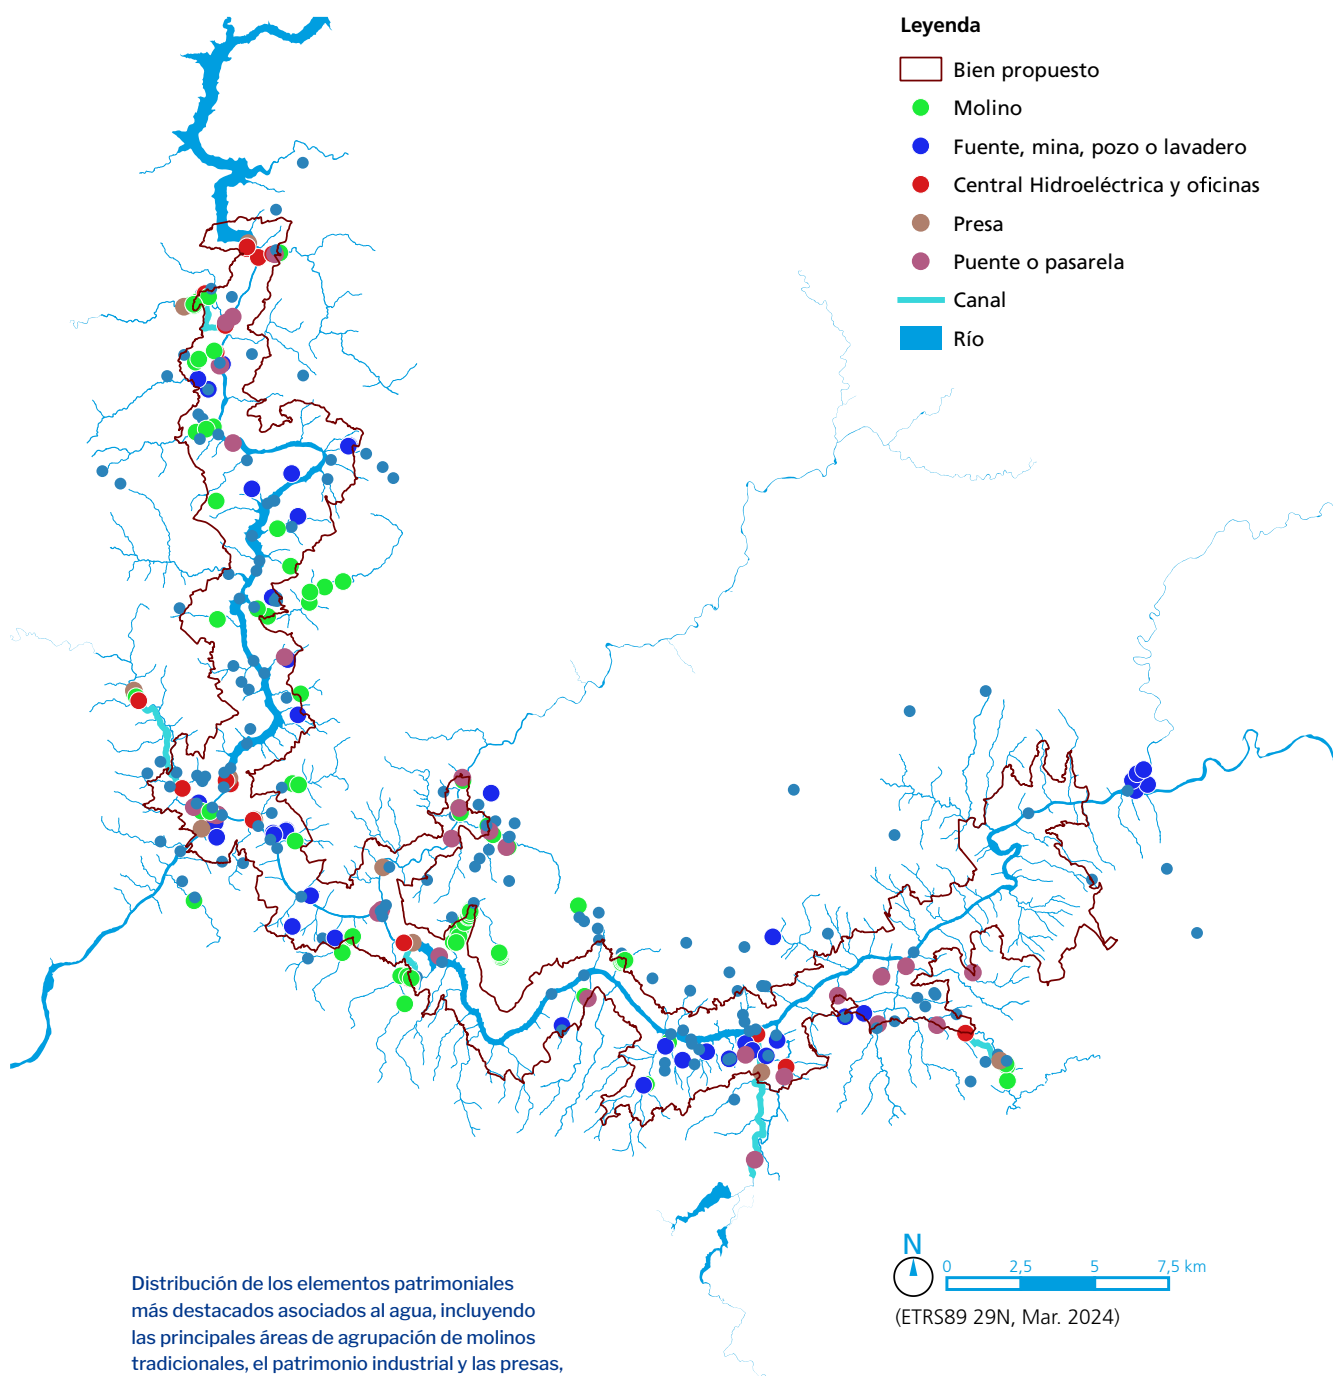 Leyenda
Bien propuesto
Molino
Fuente, mina, pozo o lavadero
Central Hidroeléctrica y oficinas
Presa
Puente o pasarela
Canal
Río
N
0 2,5 5 7,5 km
(ETRS89 29N, Mar. 2024)
Distribución de los elementos patrimoniales
más destacados asociados al agua, incluyendo
las principales áreas de agrupación de molinos
tradicionales, el patrimonio industrial y las presas,